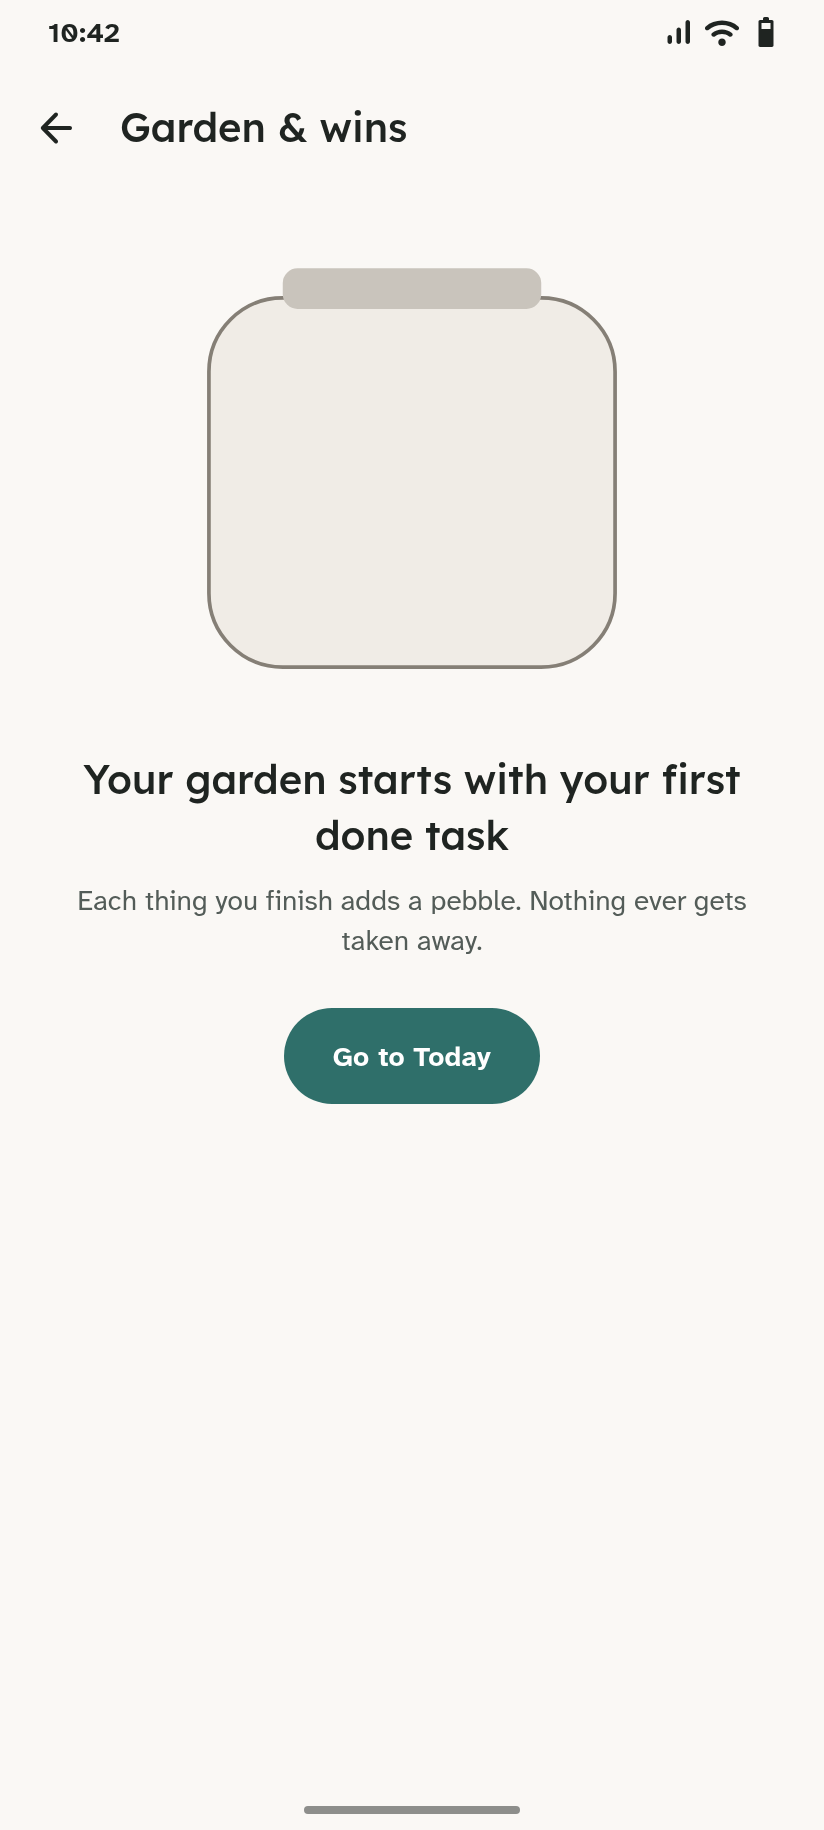 10:42
Garden & wins
Your garden starts with your first
done task
Each thing you finish adds a pebble. Nothing ever gets
taken away.
Go to Today